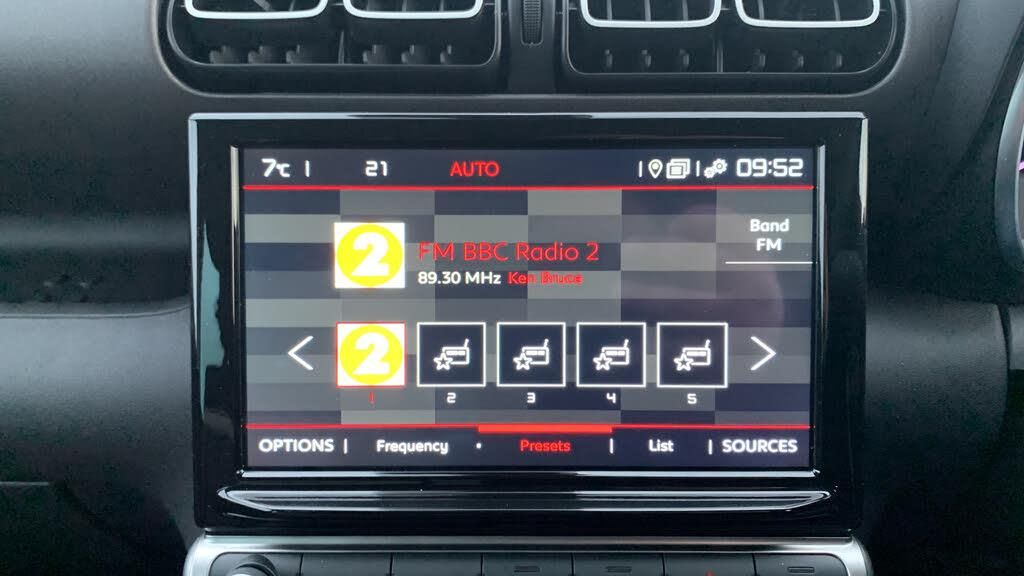 7°C 21 AUTO 09:52
Band
FM
2 FM BBC Radio 2
89.30 MHz Ken Bruce
2
1 2 3 4 5
OPTIONS Frequency Presets List SOURCES